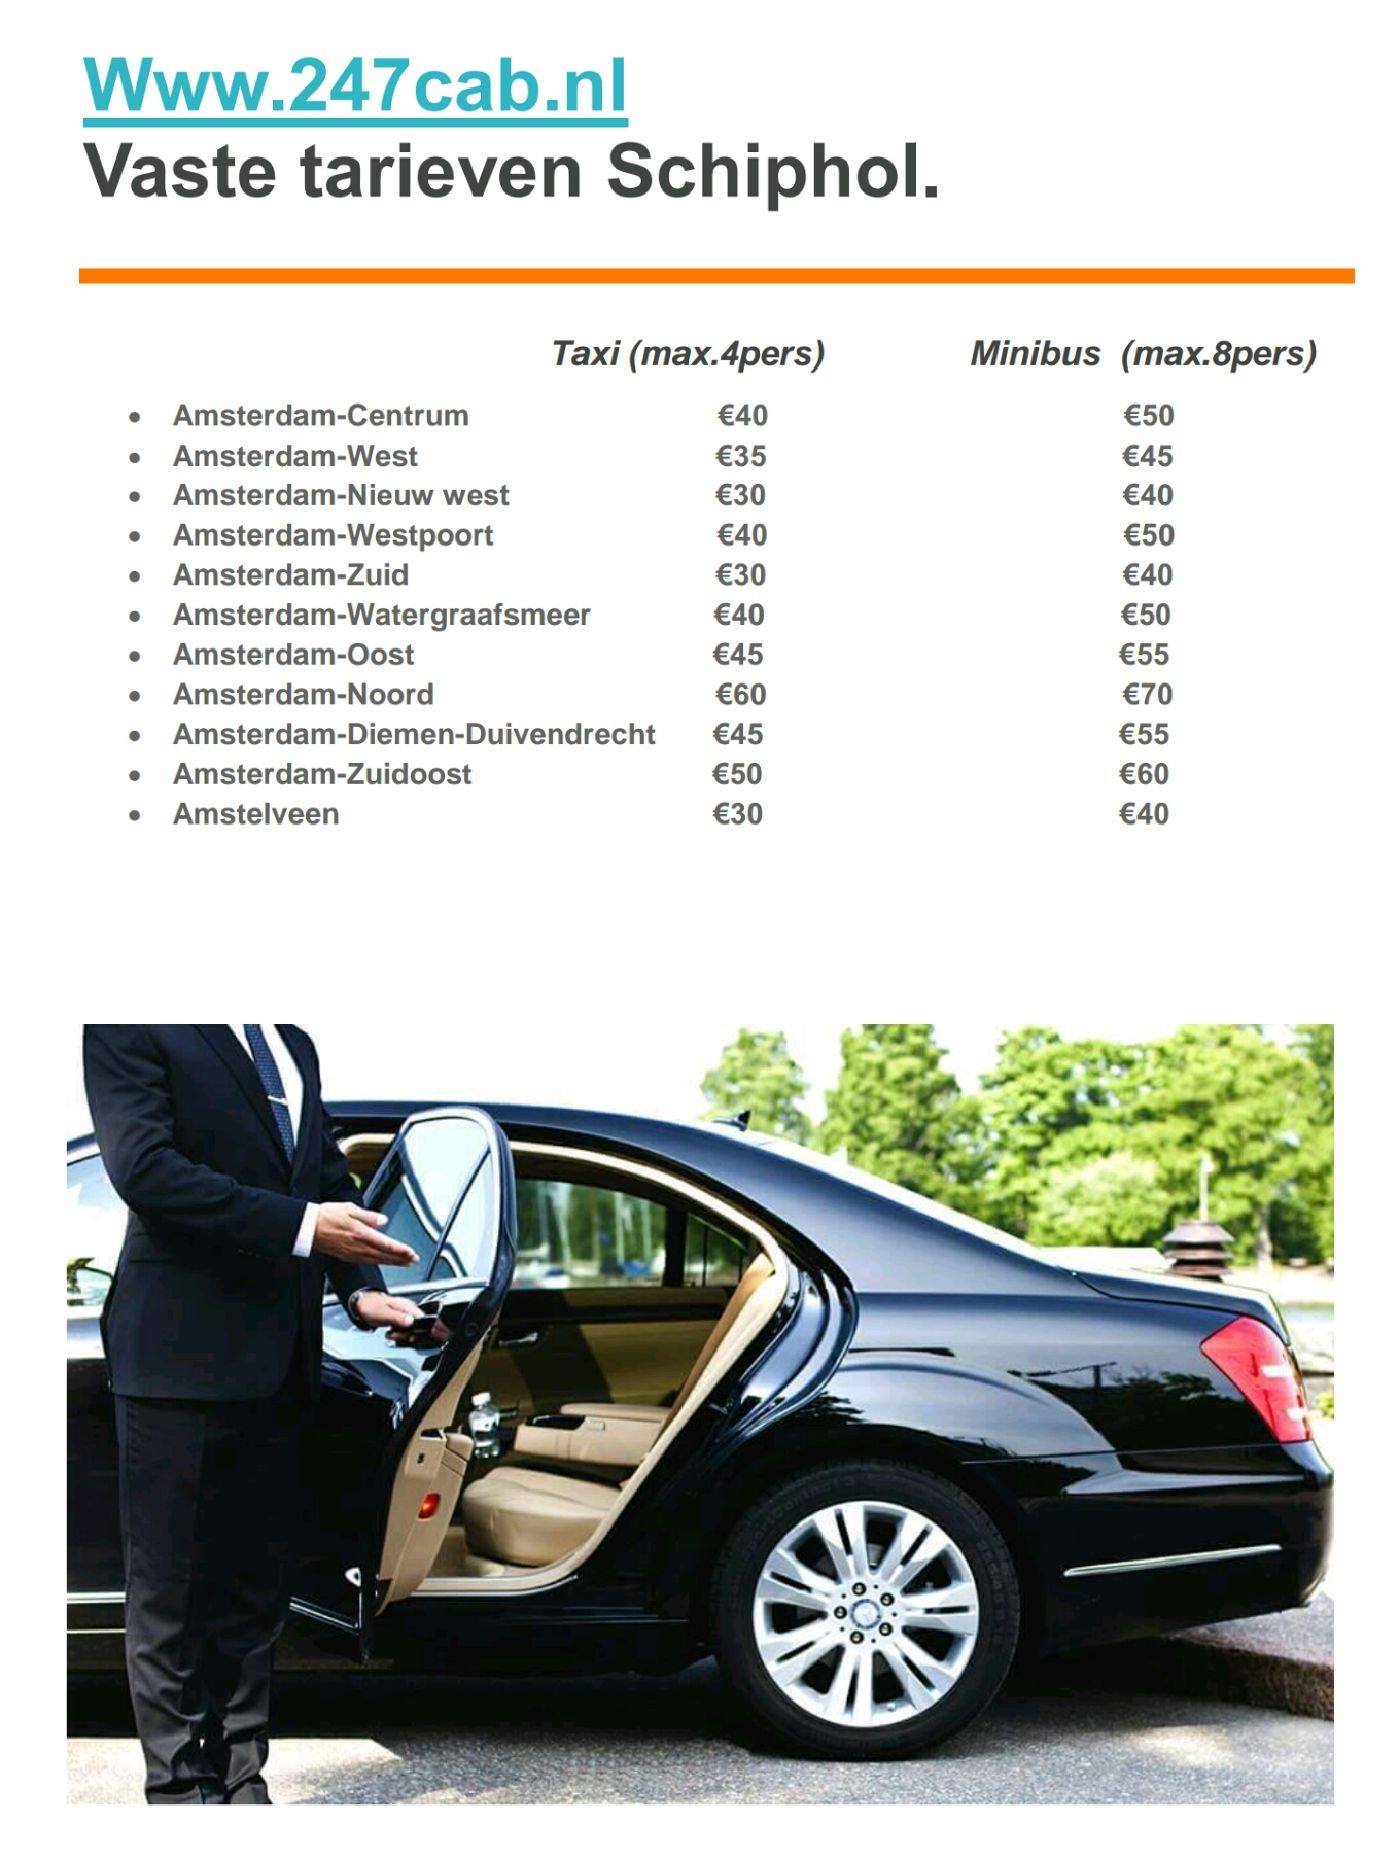 Www.247cab.nl
Vaste tarieven Schiphol.
Taxi (max.4pers) Minibus (max.8pers)
• Amsterdam-Centrum €40 €50
• Amsterdam-West €35 €45
• Amsterdam-Nieuw west €30 €40
• Amsterdam-Westpoort €40 €50
• Amsterdam-Zuid €30 €40
• Amsterdam-Watergraafsmeer €40 €50
• Amsterdam-Oost €45 €55
• Amsterdam-Noord €60 €70
• Amsterdam-Diemen-Duivendrecht €45 €55
• Amsterdam-Zuidoost €50 €60
• Amstelveen €30 €40